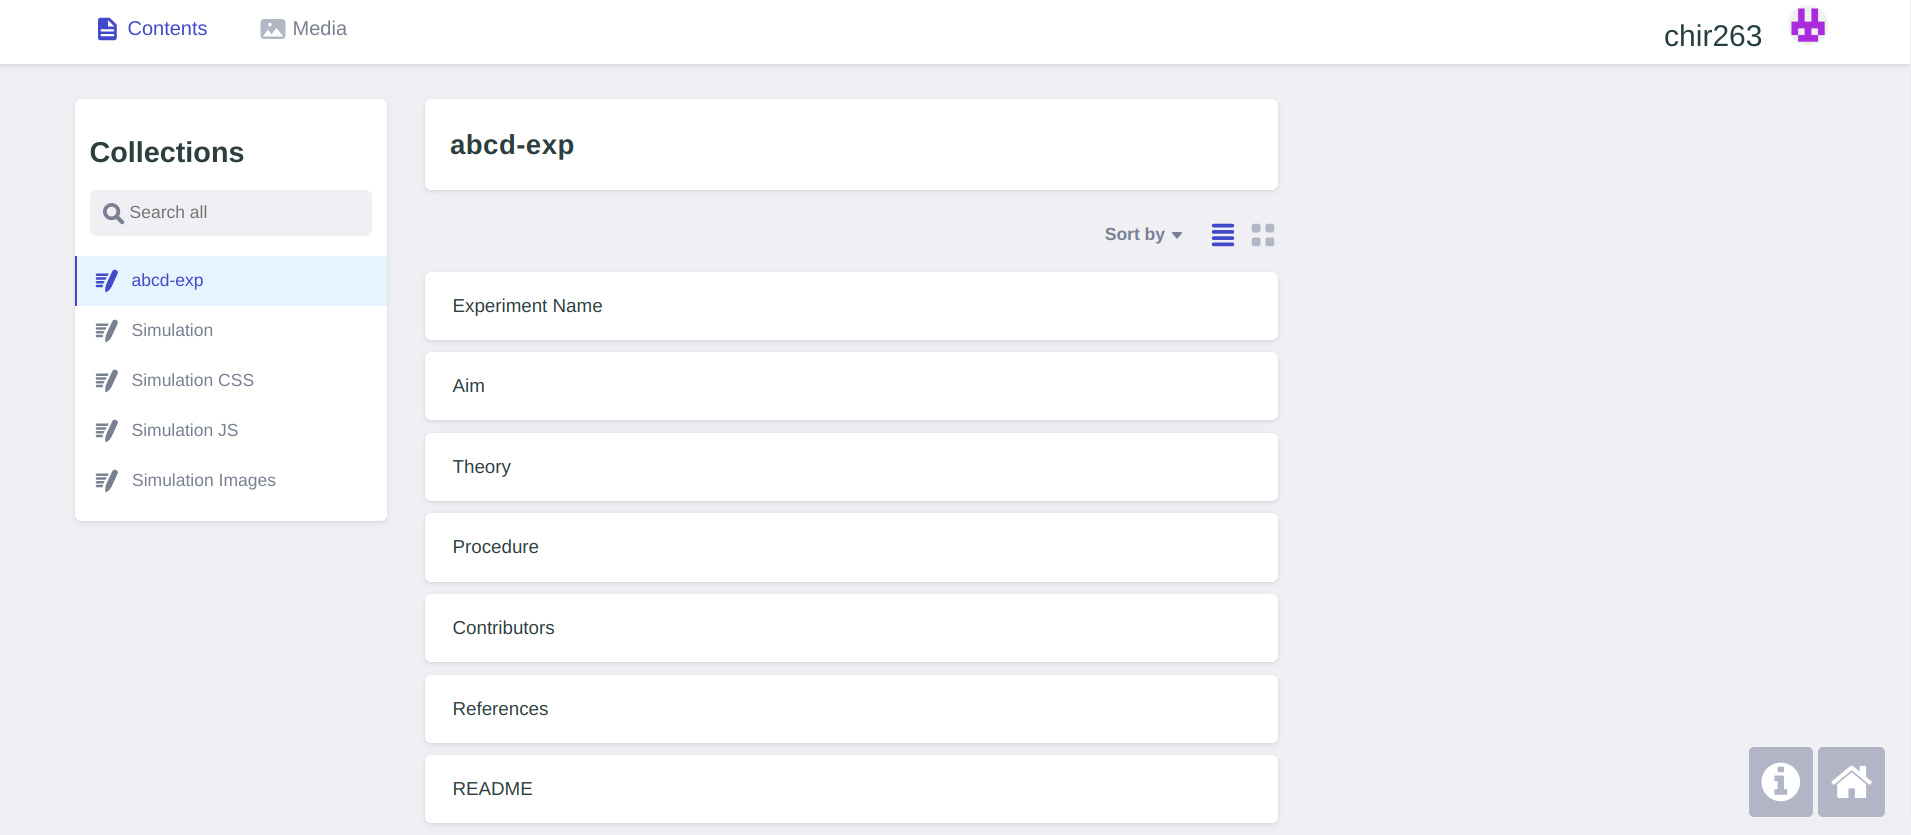 Contents
Media
chir263
Collections
Search all
abcd-exp
Simulation
Simulation CSS
Simulation JS
Simulation Images
abcd-exp
Sort by
Experiment Name
Aim
Theory
Procedure
Contributors
References
README